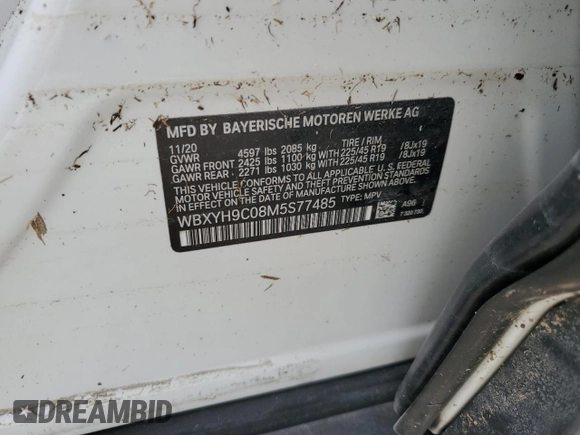 MFD BY BAYERISCHE MOTOREN WERKE AG
11/20 TIRE / RIM
GVWR 4597 lbs 2085 kg
GAWR FRONT 2425 lbs 1100 kg WITH 225/45 R19 /8Jx19
GAWR REAR 2271 lbs 1030 kg WITH 225/45 R19 /8Jx19
THIS VEHICLE CONFORMS TO ALL APPLICABLE U.S. FEDERAL
MOTOR VEHICLE SAFETY, BUMPER, AND THEFT PREVENTION STANDARDS
IN EFFECT ON THE DATE OF MANUFACTURE SHOWN ABOVE.
WBXYH9C08M5S77485 TYPE: MPV
A96
DREAMBID